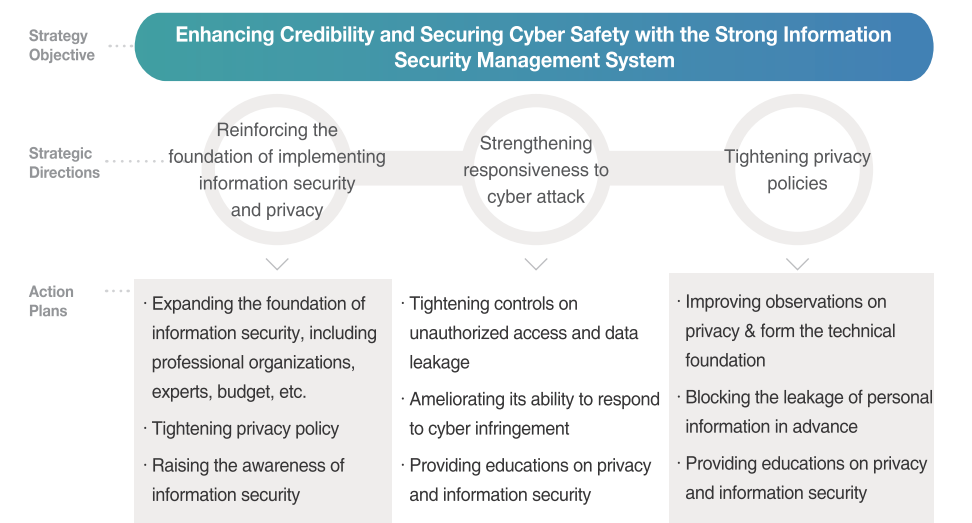 Strategy
Objective
Enhancing Credibility and Securing Cyber Safety with the Strong Information
Security Management System
Strategic
Directions
Reinforcing the
foundation of implementing
information security
and privacy
Strengthening
responsiveness to
cyber attack
Tightening privacy
policies
Action
Plans
· Expanding the foundation of
information security, including
professional organizations,
experts, budget, etc.
· Tightening privacy policy
· Raising the awareness of
information security
· Tightening controls on
unauthorized access and data
leakage
· Ameliorating its ability to respond
to cyber infringement
· Providing educations on privacy
and information security
· Improving observations on
privacy & form the technical
foundation
· Blocking the leakage of personal
information in advance
· Providing educations on privacy
and information security